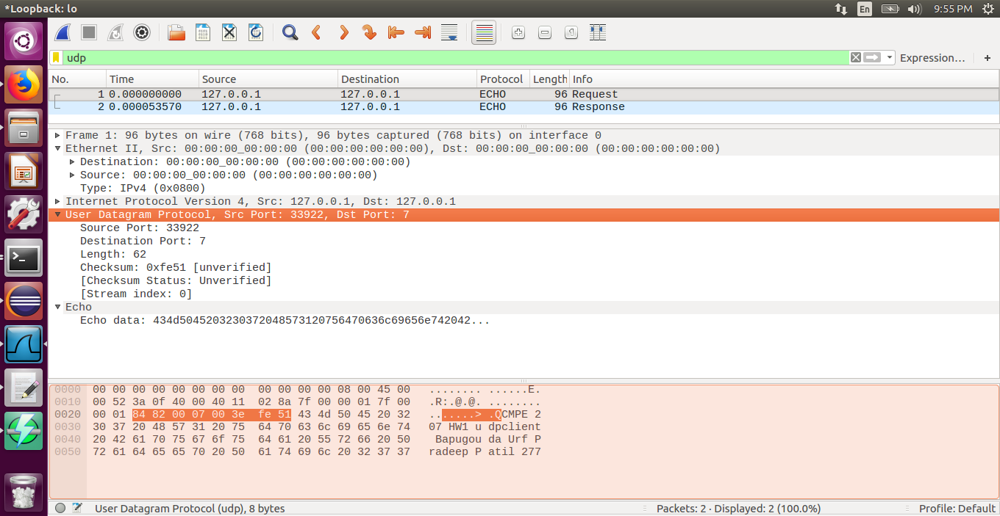 *Loopback: lo
En
9:55 PM
udp
Expression…
+
No. Time Source Destination Protocol Length Info
1 0.000000000 127.0.0.1 127.0.0.1 ECHO 96 Request
2 0.000053570 127.0.0.1 127.0.0.1 ECHO 96 Response
Frame 1: 96 bytes on wire (768 bits), 96 bytes captured (768 bits) on interface 0
Ethernet II, Src: 00:00:00_00:00:00 (00:00:00:00:00:00), Dst: 00:00:00_00:00:00 (00:00:00:00:00:00)
Destination: 00:00:00_00:00:00 (00:00:00:00:00:00)
Source: 00:00:00_00:00:00 (00:00:00:00:00:00)
Type: IPv4 (0x0800)
Internet Protocol Version 4, Src: 127.0.0.1, Dst: 127.0.0.1
User Datagram Protocol, Src Port: 33922, Dst Port: 7
Source Port: 33922
Destination Port: 7
Length: 62
Checksum: 0xfe51 [unverified]
[Checksum Status: Unverified]
[Stream index: 0]
Echo
Echo data: 434d5045203230372048573120756470636c69656e742042...
0000 00 00 00 00 00 00 00 00 00 00 00 00 08 00 45 00 ........ ......E.
0010 00 52 3a 0f 40 00 40 11 02 8a 7f 00 00 01 7f 00 .R:.@.@. ........
0020 00 01 84 82 00 07 00 3e fe 51 43 4d 50 45 20 32 .......> .QCMPE 2
0030 30 37 20 48 57 31 20 75 64 70 63 6c 69 65 6e 74 07 HW1 u dpclient
0040 20 42 61 70 75 67 6f 75 64 61 20 55 72 66 20 50 Bapugou da Urf P
0050 72 61 64 65 65 70 20 50 61 74 69 6c 20 32 37 37 radeep P atil 277
User Datagram Protocol (udp), 8 bytes
Packets: 2 · Displayed: 2 (100.0%)
Profile: Default